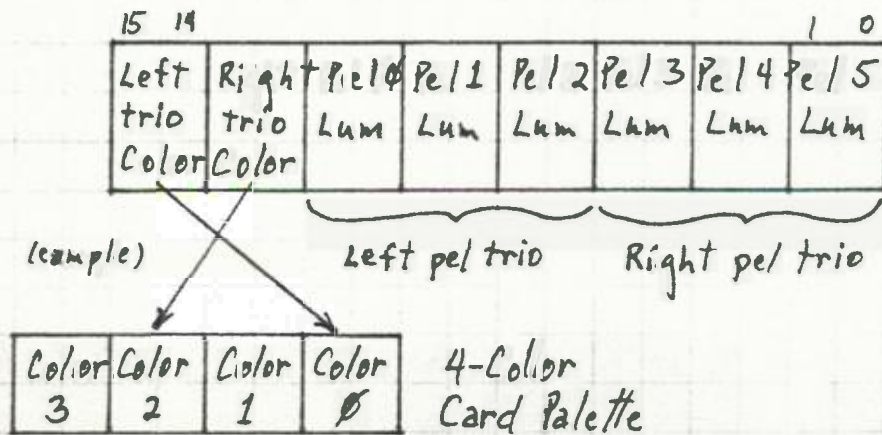 15 14 1 0
Left Right Pel 0 Pel 1 Pel 2 Pel 3 Pel 4 Pel 5
trio trio Lum Lum Lum Lum Lum Lum
Color Color
(example) Left pel trio Right pel trio
Color Color Color Color 4-Color
3 2 1 0 Card Palette